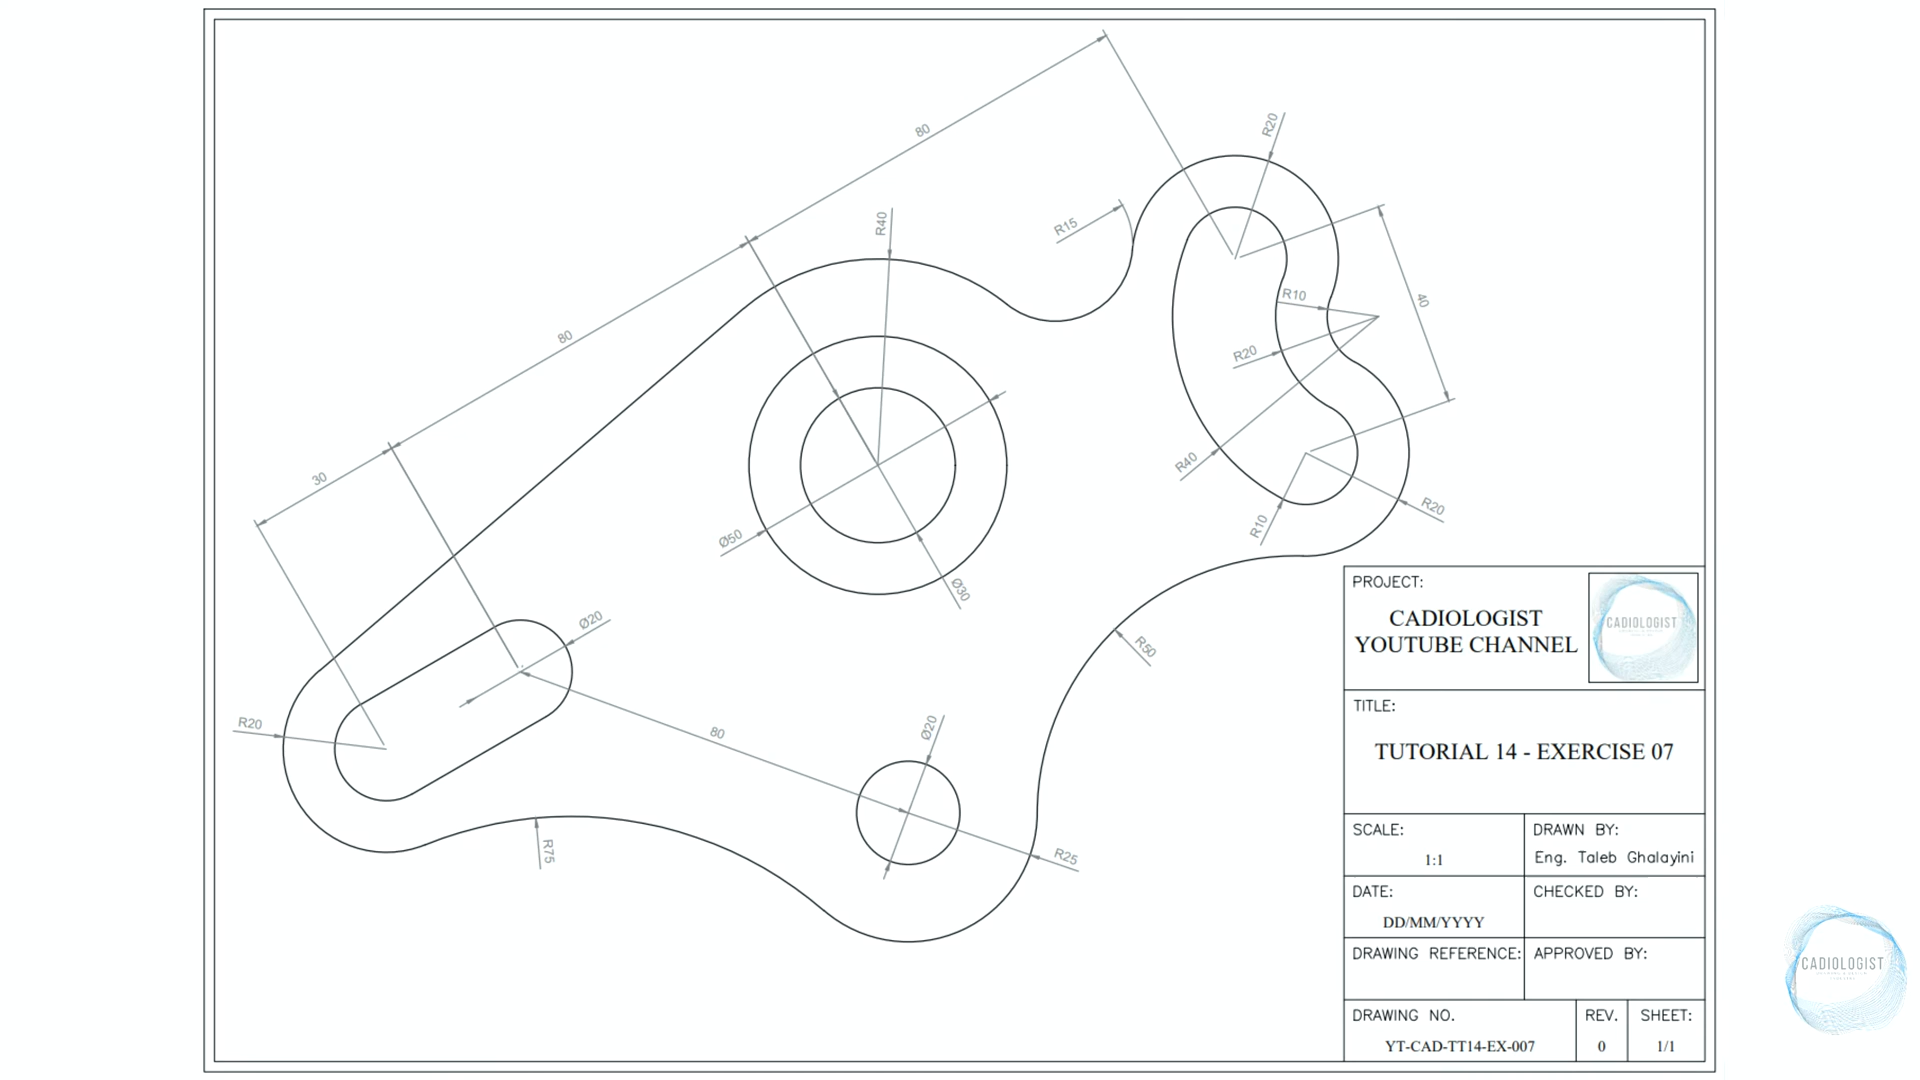 80
R20
R40
R15
80
R10
40
R20
30
R40
R20
R10
Ø50
Ø30
Ø20
R50
R20
80
Ø20
R75
R25
PROJECT:
CADIOLOGIST
YOUTUBE CHANNEL
CADIOLOGIST
TITLE:
TUTORIAL 14 - EXERCISE 07
SCALE:
1:1
DRAWN BY:
Eng. Taleb Ghalayini
DATE:
DD/MM/YYYY
CHECKED BY:
DRAWING REFERENCE:
APPROVED BY:
DRAWING NO.
YT-CAD-TT14-EX-007
REV.
0
SHEET:
1/1
CADIOLOGIST